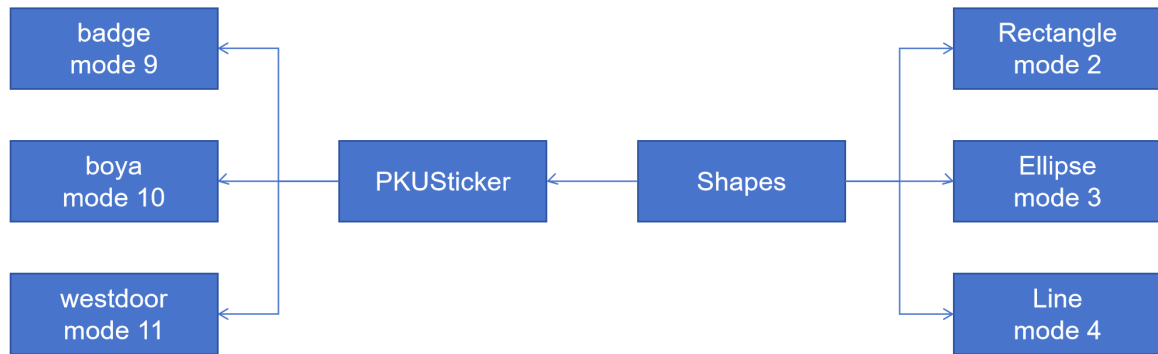 badge
mode 9
boya
mode 10
westdoor
mode 11
PKUSticker
Shapes
Rectangle
mode 2
Ellipse
mode 3
Line
mode 4